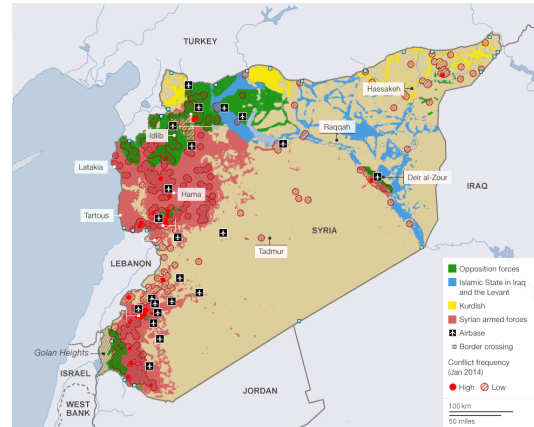 TURKEY
Hassakeh
Idlib
Raqqah
Latakia
Deir al-Zour
Hama
IRAQ
Tartous
SYRIA
Tadmur
LEBANON
Golan Heights
ISRAEL
WEST
BANK
JORDAN
Opposition forces
Islamic State in Iraq
and the Levant
Kurdish
Syrian armed forces
Airbase
Border crossing
Conflict frequency
(Jan 2014)
High
Low
100 km
50 miles